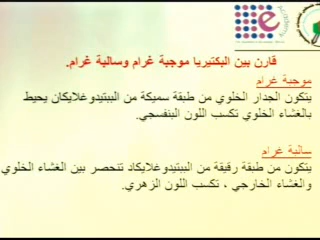 قارن بين البكتيريا موجبة غرام وسالبة غرام.
موجبة غرام
يتكون الجدار الخلوي من طبقة سميكة من الببتيدوغلايكان يحيط
بالغشاء الخلوي تكسب اللون البنفسجي.
سالبة غرام
يتكون من طبقة رقيقة من الببتيدوغلايكاد تنحصر بين الغشاء الخلوي
والغشاء الخارجي ، تكسب اللون الزهري.
e
Academy